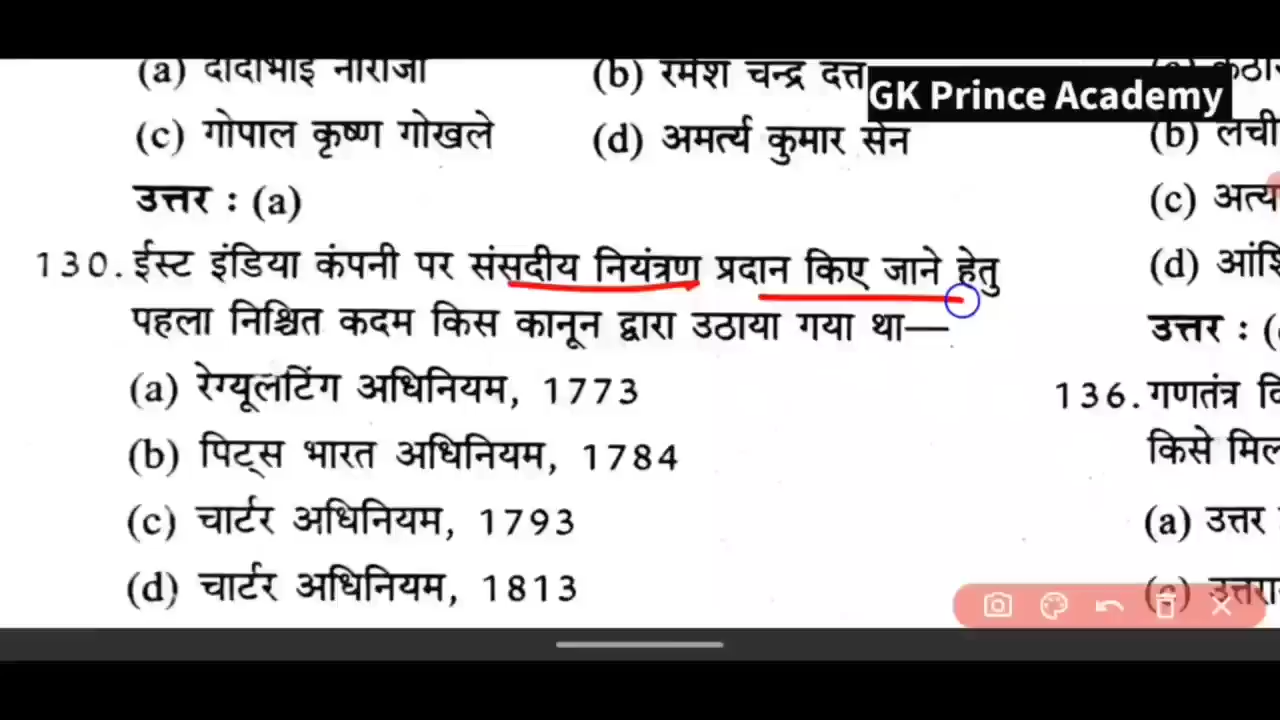 (a) दादाभाई नौरोजी (b) रमेश चन्द्र दत्त
GK Prince Academy
(c) गोपाल कृष्ण गोखले (d) अमर्त्य कुमार सेन
उत्तर : (a)
130. ईस्ट इंडिया कंपनी पर संसदीय नियंत्रण प्रदान किए जाने हेतु
पहला निश्चित कदम किस कानून द्वारा उठाया गया था—
(a) रेग्यूलटिंग अधिनियम, 1773
(b) पिट्स भारत अधिनियम, 1784
(c) चार्टर अधिनियम, 1793
(d) चार्टर अधिनियम, 1813
(b)
(c)
(d)
उत्तर : (
136. गणतंत्र
किसे
(a) उत्तर
(c)